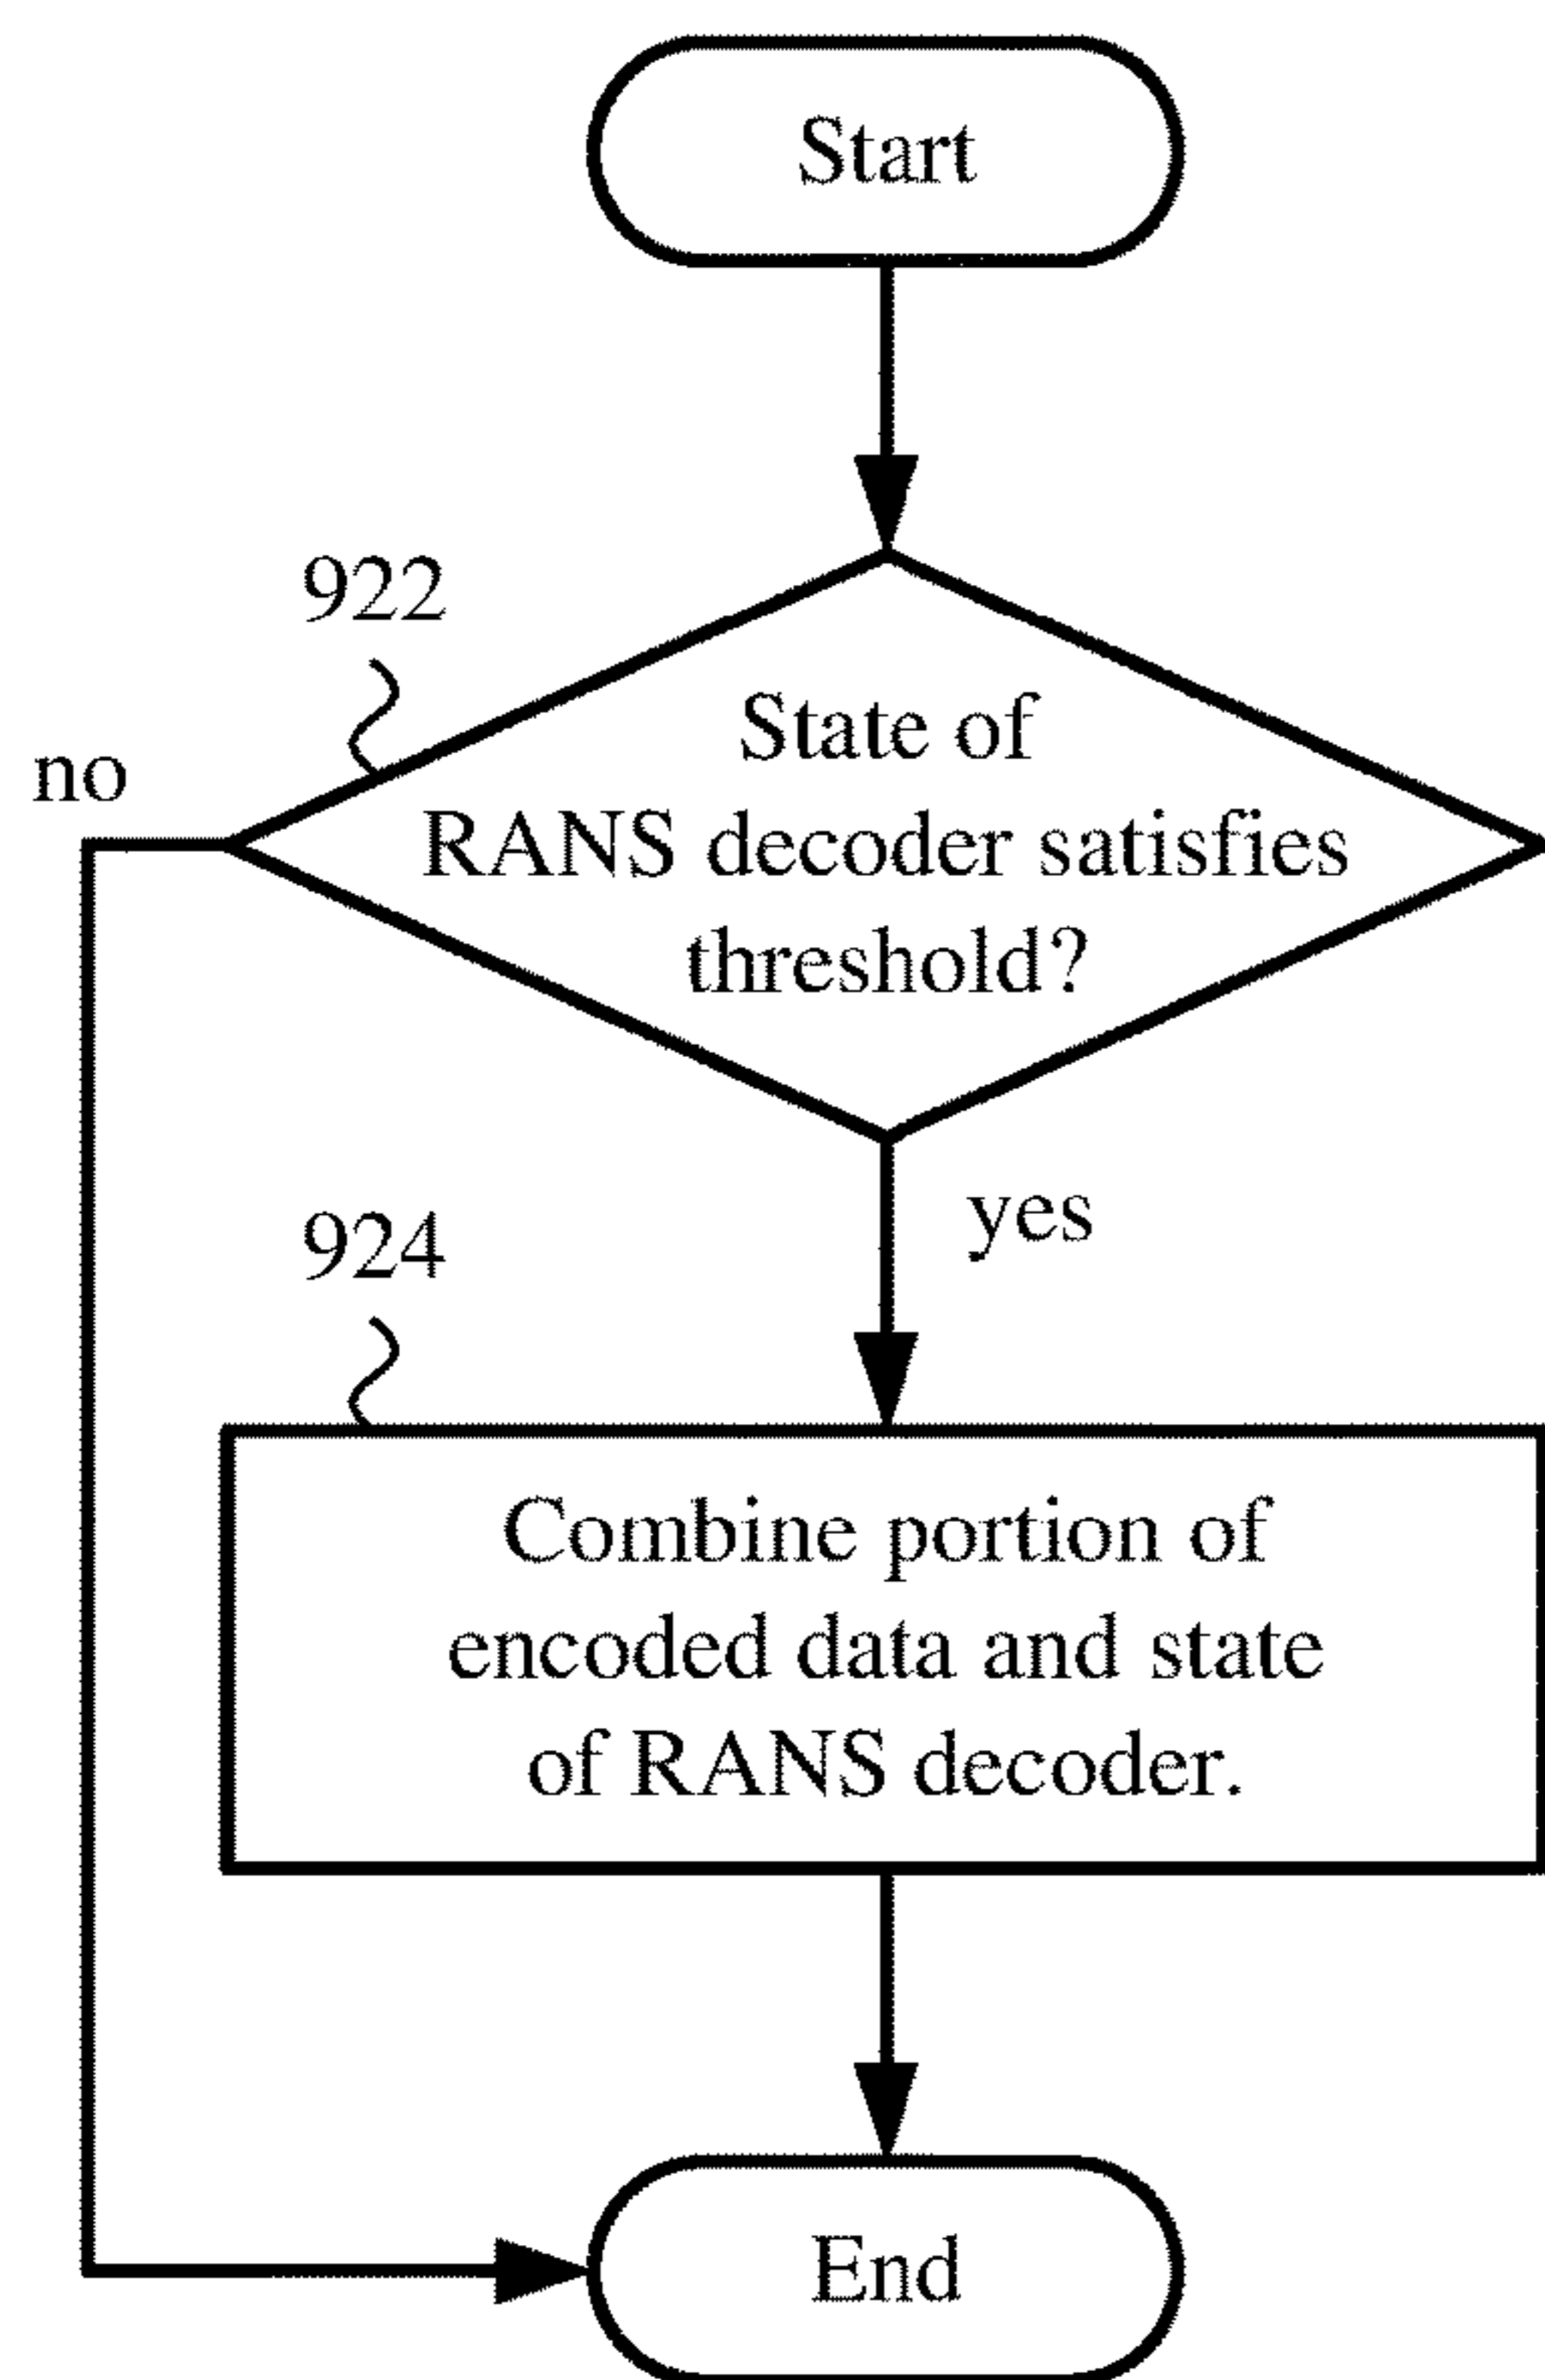 Start
922
State of
no
RANS decoder satisfies
threshold?
yes
924
Combine portion of
encoded data and state
of RANS decoder.
End